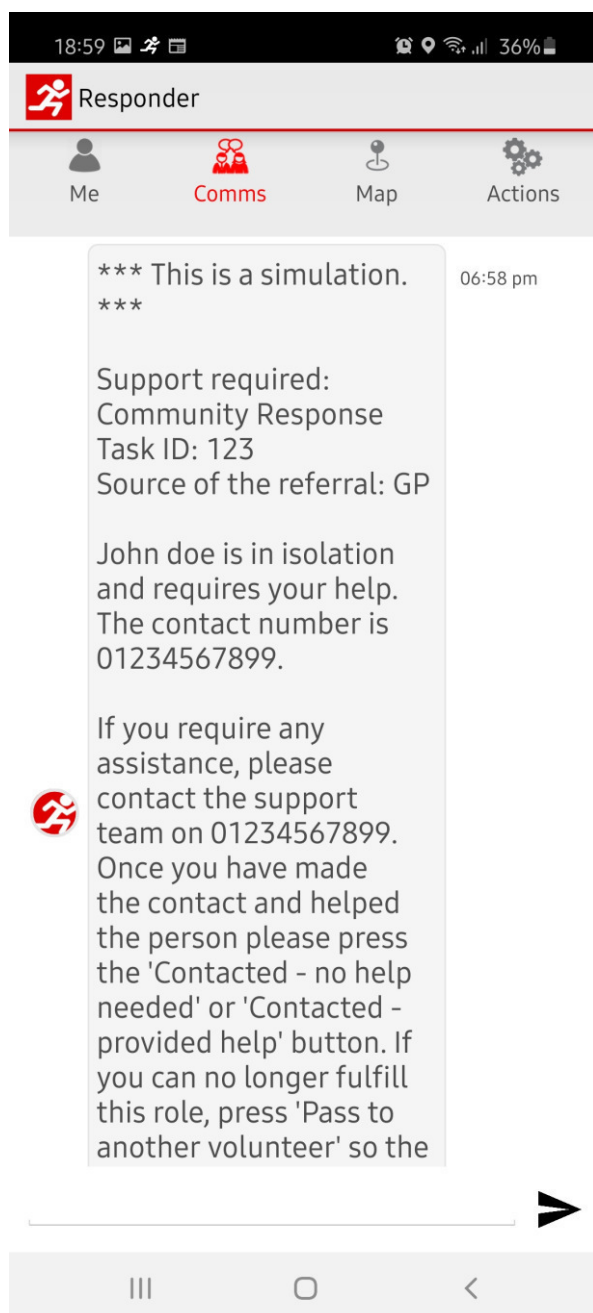 18:59 36%
Responder
Me Comms Map Actions
*** This is a simulation. 06:58 pm
***
Support required:
Community Response
Task ID: 123
Source of the referral: GP
John doe is in isolation
and requires your help.
The contact number is
01234567899.
If you require any
assistance, please
contact the support
team on 01234567899.
Once you have made
the contact and helped
the person please press
the 'Contacted - no help
needed' or 'Contacted -
provided help' button. If
you can no longer fulfill
this role, press 'Pass to
another volunteer' so the